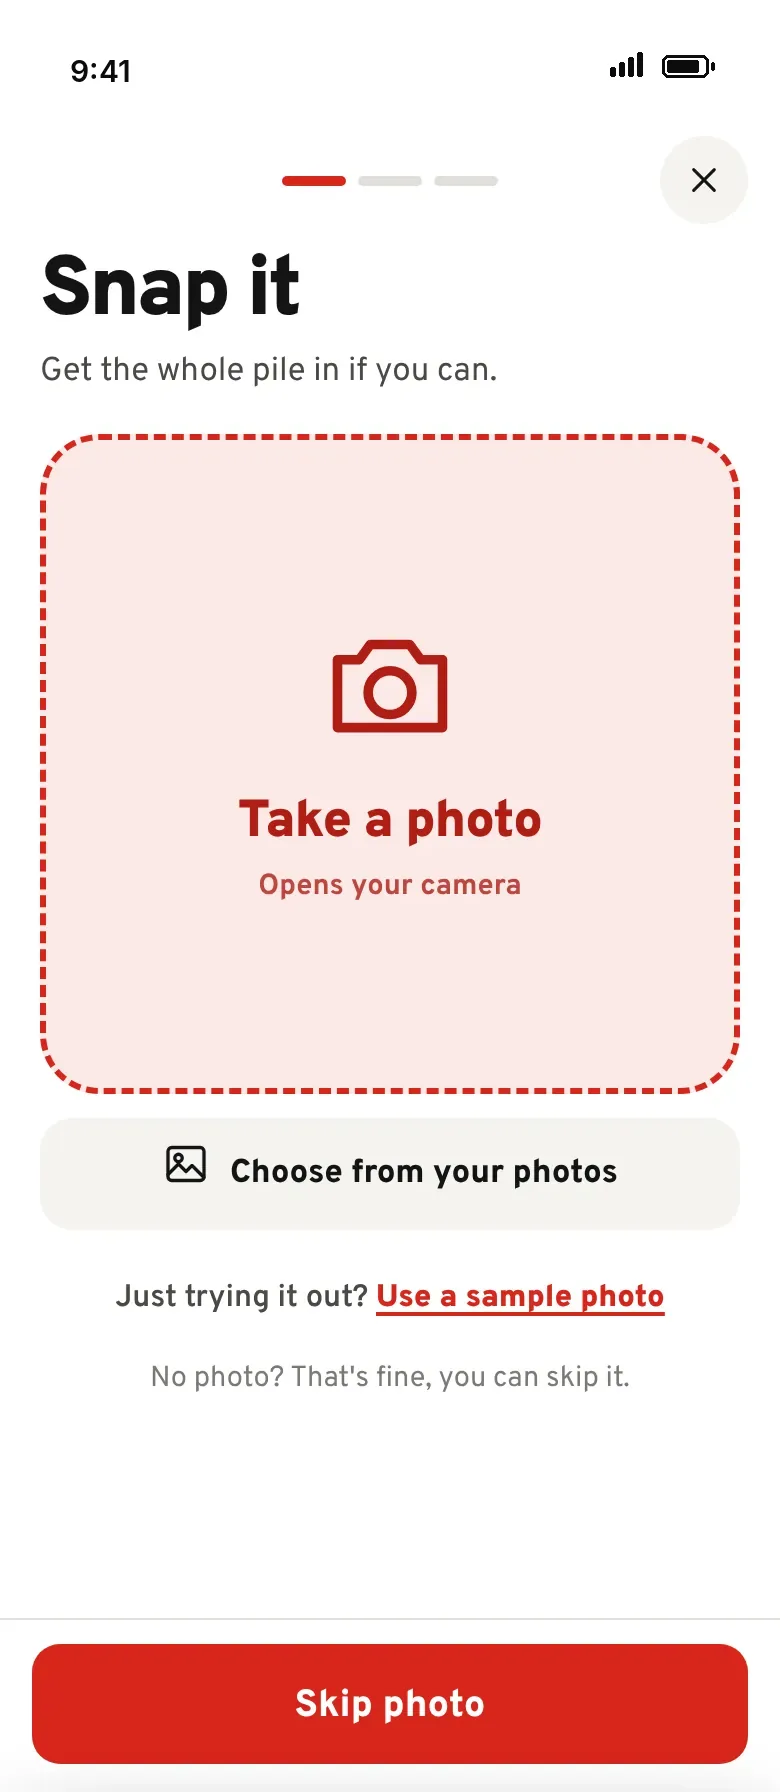 9:41
Snap it
Get the whole pile in if you can.
Take a photo
Opens your camera
Choose from your photos
Just trying it out? Use a sample photo
No photo? That's fine, you can skip it.
Skip photo